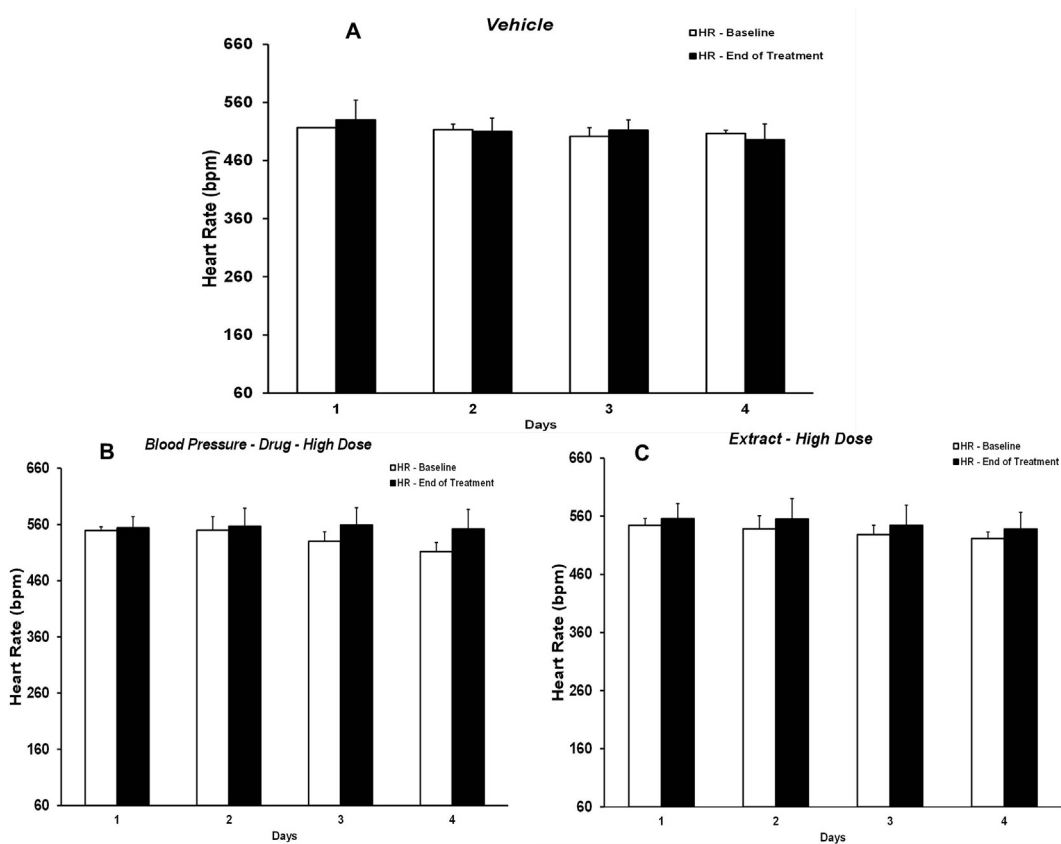 A
Vehicle
HR - Baseline
HR - End of Treatment
660
560
460
360
260
160
60
Heart Rate (bpm)
1 2 3 4
Days
B
Blood Pressure - Drug - High Dose
HR - Baseline
HR - End of Treatment
660
560
460
360
260
160
60
Heart Rate (bpm)
1 2 3 4
Days
C
Extract - High Dose
HR - Baseline
HR - End of Treatment
660
560
460
360
260
160
60
Heart Rate (bpm)
1 2 3 4
Days